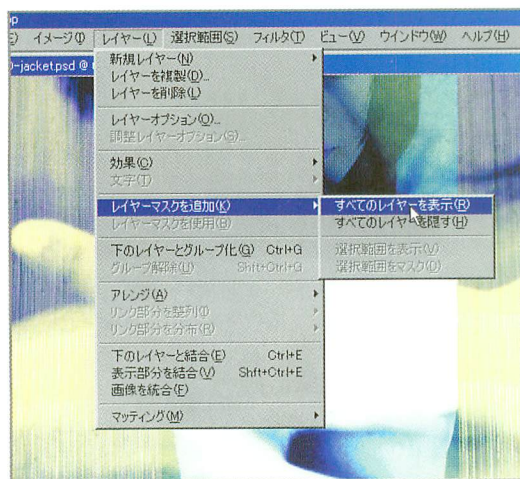 op
イメージ(I) レイヤー(L) 選択範囲(S) フィルタ(T) ビュー(V) ウインドウ(W) ヘルプ(H)
-jacket.psd @
新規レイヤー(N)
レイヤーを複製(D)...
レイヤーを削除(L)
レイヤーオプション(O)...
調整レイヤーオプション(S)...
効果(C)
文字(T)
レイヤーマスクを追加(K)
レイヤーマスクを使用(B)
下のレイヤーとグループ化(G) Ctrl+G
グループ解除(U) Shft+Ctrl+G
アレンジ(A)
リンク部分を整列(I)
リンク部分を分布(R)
下のレイヤーと結合(E) Ctrl+E
表示部分を結合(V) Shft+Ctrl+E
画像を統合(F)
マッティング(M)
すべてのレイヤーを表示(R)
すべてのレイヤーを隠す(H)
選択範囲を表示(V)
選択範囲をマスク(O)